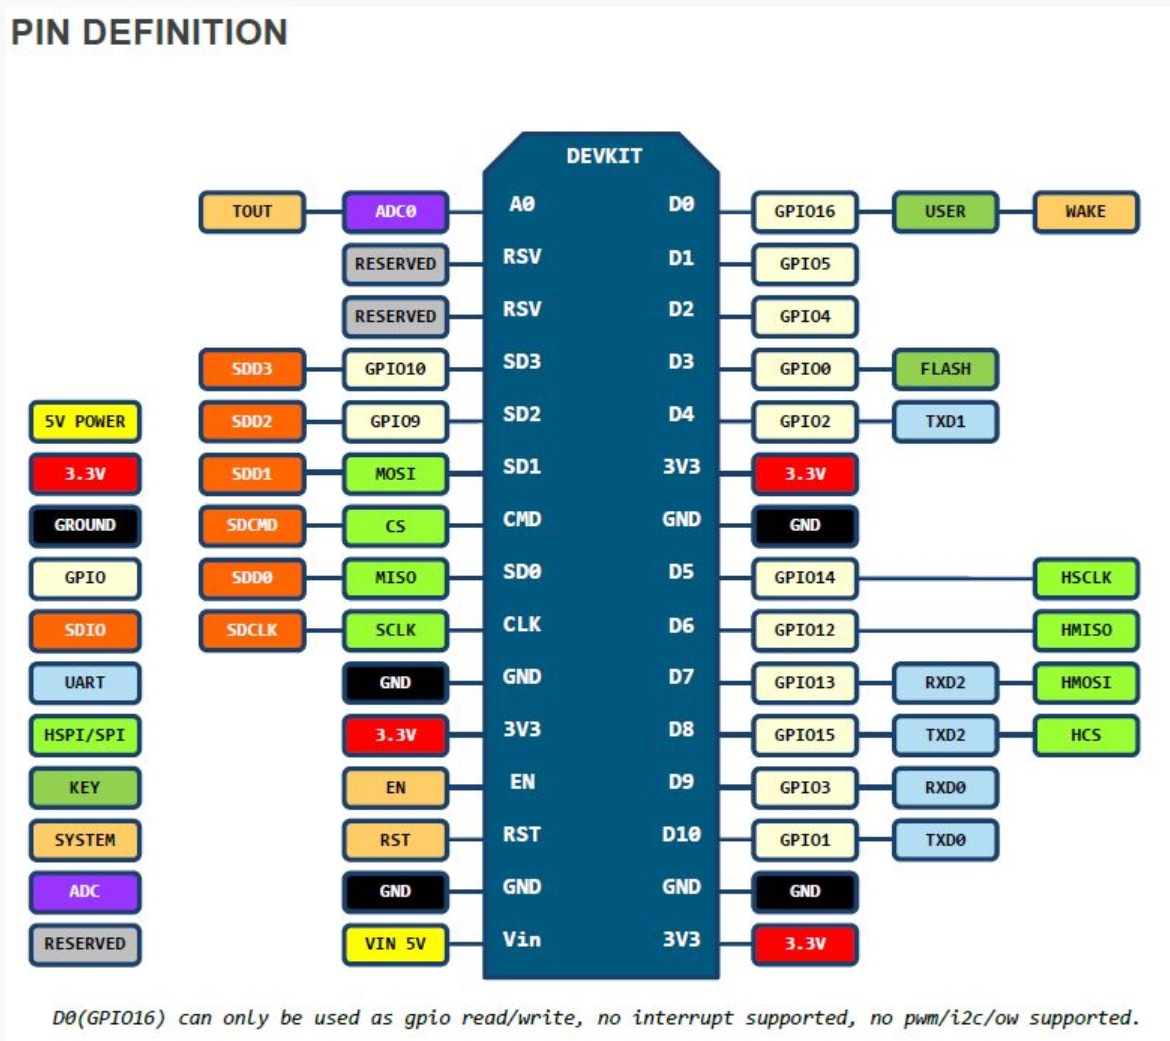 PIN DEFINITION
DEVKIT
TOUT ADC0 A0 D0 GPIO16 USER WAKE
RESERVED RSV D1 GPIO5
RESERVED RSV D2 GPIO4
SDD3 GPIO10 SD3 D3 GPIO0 FLASH
5V POWER SDD2 GPIO9 SD2 D4 GPIO2 TXD1
3.3V SDD1 MOSI SD1 3V3 3.3V
GROUND SDCMD CS CMD GND GND
GPIO SDD0 MISO SD0 D5 GPIO14 HSCLK
SDIO SDCLK SCLK CLK D6 GPIO12 HMISO
UART GND GND D7 GPIO13 RXD2 HMOSI
HSPI/SPI 3.3V 3V3 D8 GPIO15 TXD2 HCS
KEY EN EN D9 GPIO3 RXD0
SYSTEM RST RST D10 GPIO1 TXD0
ADC GND GND GND GND
RESERVED VIN 5V Vin 3V3 3.3V
D0(GPIO16) can only be used as gpio read/write, no interrupt supported, no pwm/i2c/ow supported.